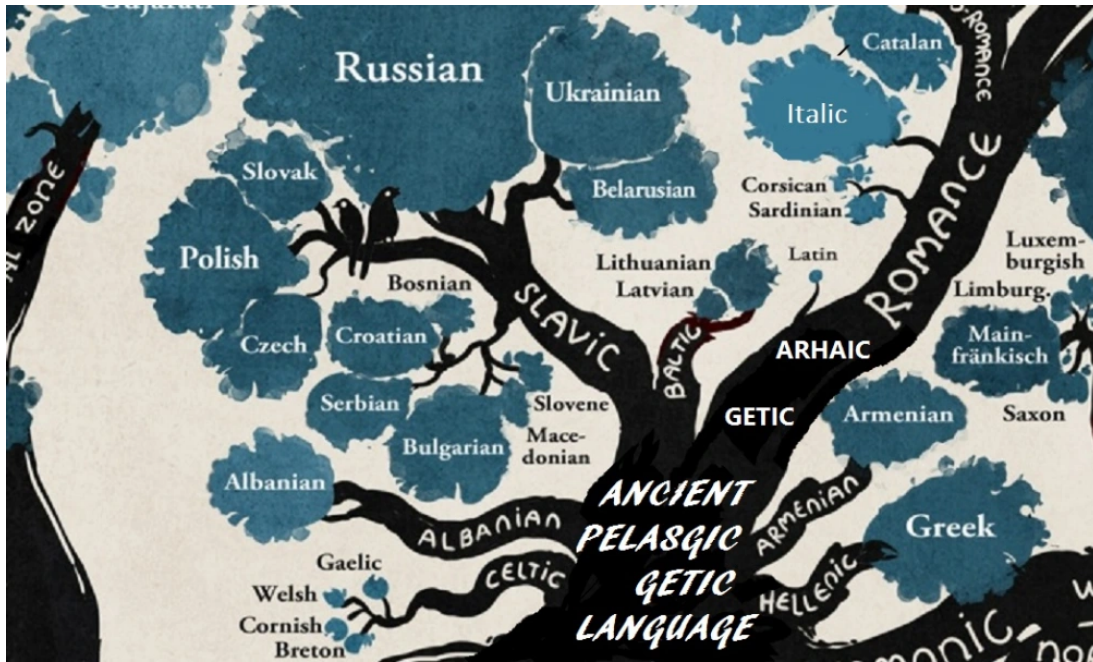 Gujarati
Russian
Ukrainian
Catalan
ROMANCE
Italic
Slovak
Belarusian
Corsican
Sardinian
ZONE
Polish
Bosnian
Lithuanian
Latvian
Latin
ROMANCE
Luxem-
burgish
Limburg.
SLAVIC
Czech
Croatian
BALTIC
ARHAIC
Main-
fränkisch
Serbian
Slovene
GETIC
Armenian
Saxon
Bulgarian
Mace-
donian
Albanian
ALBANIAN
ANCIENT
PELASGIC
GETIC
LANGUAGE
ARMENIAN
Greek
Gaelic
CELTIC
HELLENIC
Welsh
Cornish
Breton